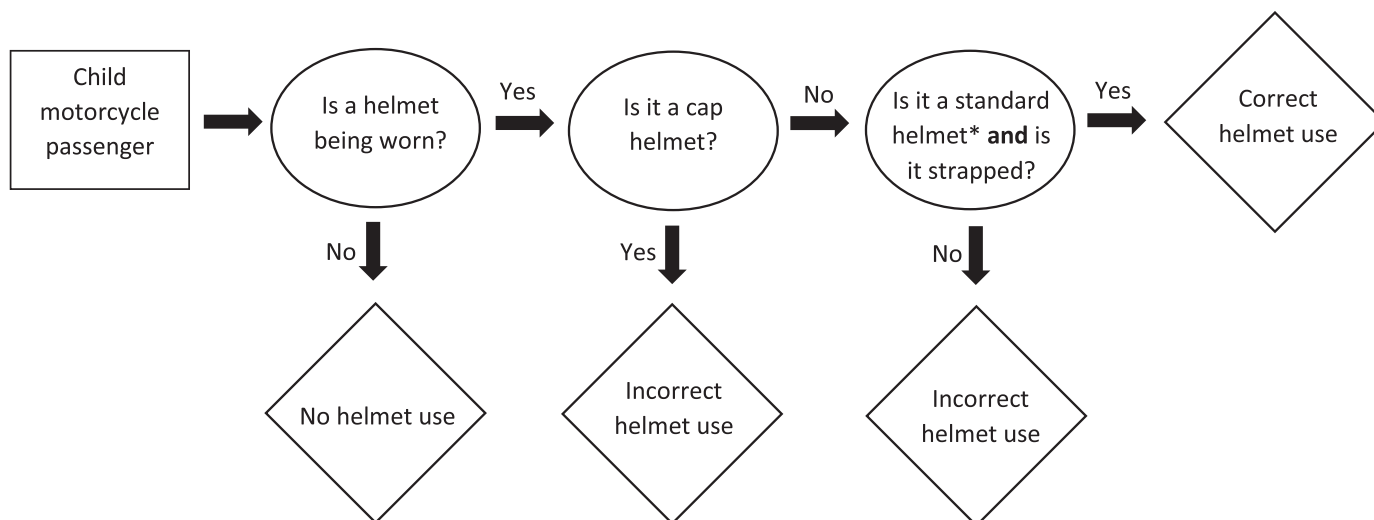 Child
motorcycle
passenger
Is a helmet
being worn?
Yes
Is it a cap
helmet?
No
Is it a standard
helmet* and is
it strapped?
Yes
Correct
helmet use
No
Yes
No
No helmet use
Incorrect
helmet use
Incorrect
helmet use